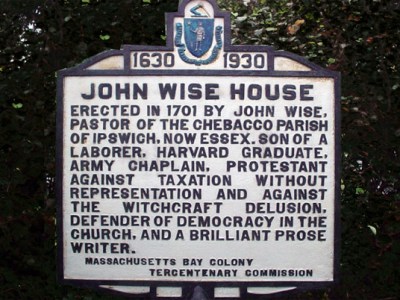 1630 1930
JOHN WISE HOUSE
ERECTED IN 1701 BY JOHN WISE,
PASTOR OF THE CHEBACCO PARISH
OF IPSWICH, NOW ESSEX. SON OF A
LABORER, HARVARD GRADUATE,
ARMY CHAPLAIN, PROTESTANT
AGAINST TAXATION WITHOUT
REPRESENTATION AND AGAINST
THE WITCHCRAFT DELUSION,
DEFENDER OF DEMOCRACY IN THE
CHURCH, AND A BRILLIANT PROSE
WRITER.
MASSACHUSETTS BAY COLONY
TERCENTENARY COMMISSION